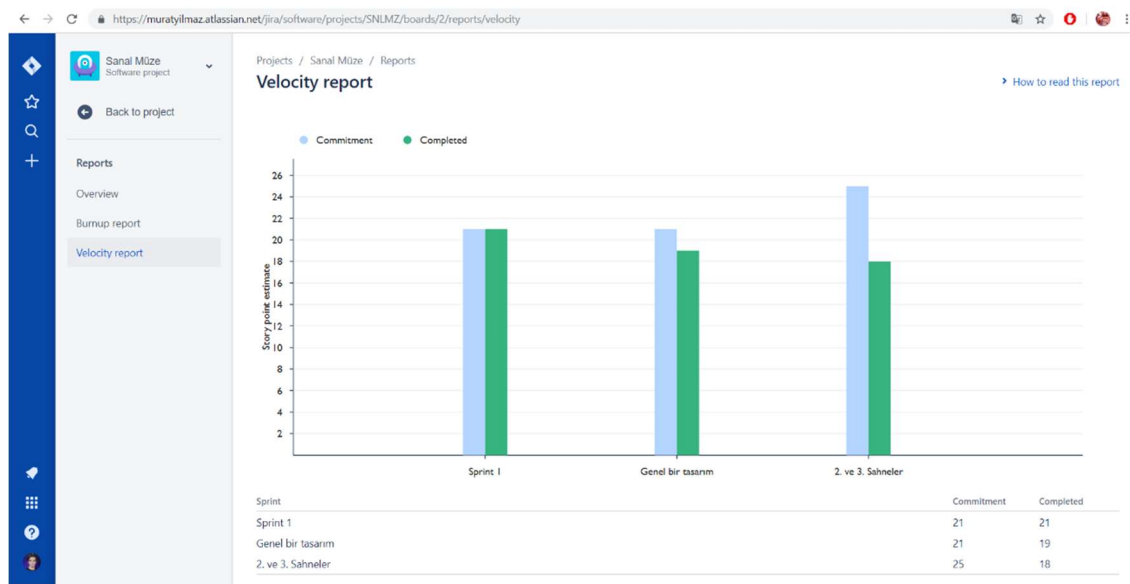 https://muratyilmaz.atlassian.net/jira/software/projects/SNLMZ/boards/2/reports/velocity
Sanal Müze
Software project
Back to project
Reports
Overview
Burnup report
Velocity report
Projects / Sanal Müze / Reports
Velocity report
How to read this report
Commitment Completed
Story point estimate
26
24
22
20
18
16
14
12
10
8
6
4
2
Sprint 1 Genel bir tasarım 2. ve 3. Sahneler
Sprint Commitment Completed
Sprint 1 21 21
Genel bir tasarım 21 19
2. ve 3. Sahneler 25 18